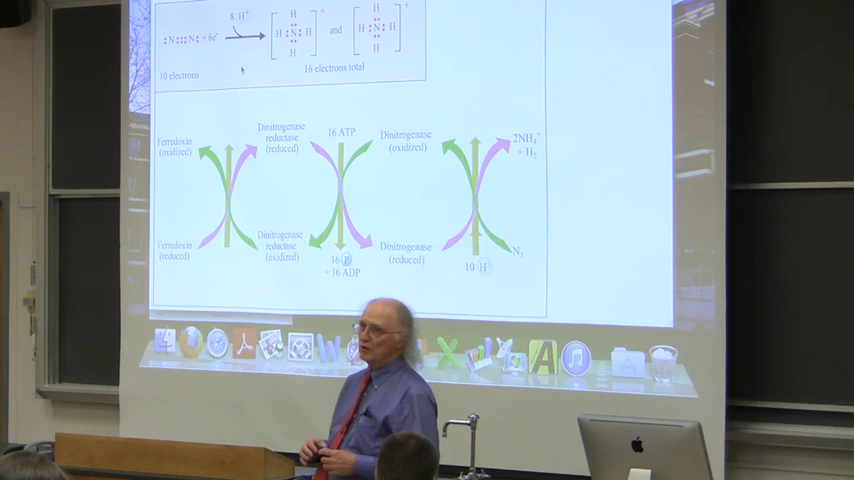 8 H+
H
H
:N:::N: + 6e-
H:N:H
+
and
H:N:H
+
H
H
10 electrons
16 electrons total
Ferredoxin
(oxidized)
Dinitrogenase
reductase
(reduced)
16 ATP
Dinitrogenase
(oxidized)
2NH4+
+ H2
Ferredoxin
(reduced)
Dinitrogenase
reductase
(oxidized)
16 P
+ 16 ADP
Dinitrogenase
(reduced)
10 H+
N2